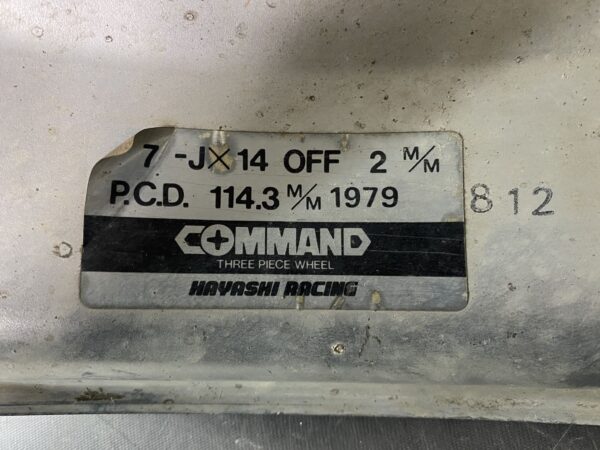 7 -J×14 OFF 2 M/M
P.C.D. 114.3 M/M 1979
812
COMMAND
THREE PIECE WHEEL
HAYASHI RACING